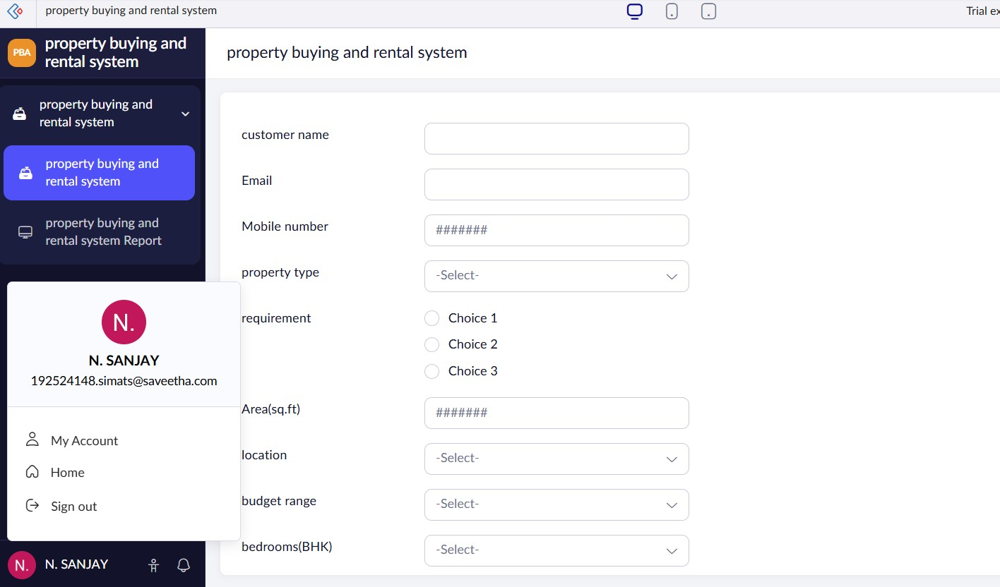 property buying and rental system
Trial ex
PBA
property buying and
rental system
property buying and
rental system
property buying and
rental system
property buying and
rental system Report
N.
N. SANJAY
192524148.simats@saveetha.com
My Account
Home
Sign out
N.
N. SANJAY
property buying and rental system
customer name
Email
Mobile number
#######
property type
-Select-
requirement
Choice 1
Choice 2
Choice 3
Area(sq.ft)
#######
location
-Select-
budget range
-Select-
bedrooms(BHK)
-Select-